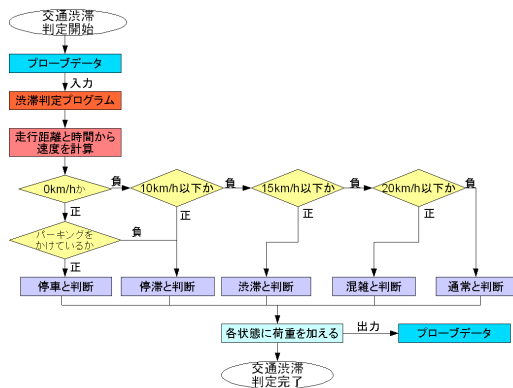 交通渋滞
判定開始
プローブデータ
入力
渋滞判定プログラム
走行距離と時間から
速度を計算
0km/hか
負
10km/h以下か
負
15km/h以下か
負
20km/h以下か
負
正
正
正
正
パーキングを
かけているか
負
正
停車と判断
停滞と判断
渋滞と判断
混雑と判断
通常と判断
各状態に荷重を加える
出力
プローブデータ
交通渋滞
判定完了